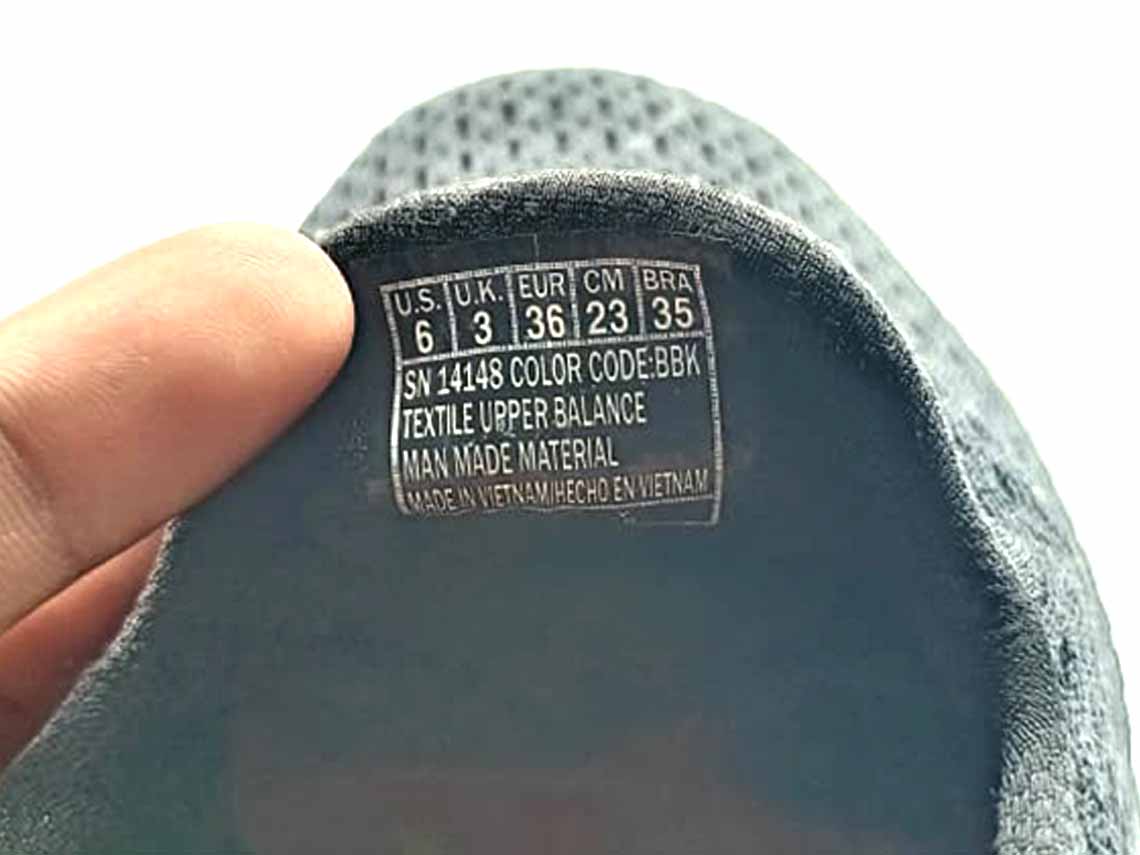 U.S. U.K. EUR CM BRA
6 3 36 23 35
SN 14148 COLOR CODE:BBK
TEXTILE UPPER BALANCE
MAN MADE MATERIAL
MADE IN VIETNAM/HECHO EN VIETNAM